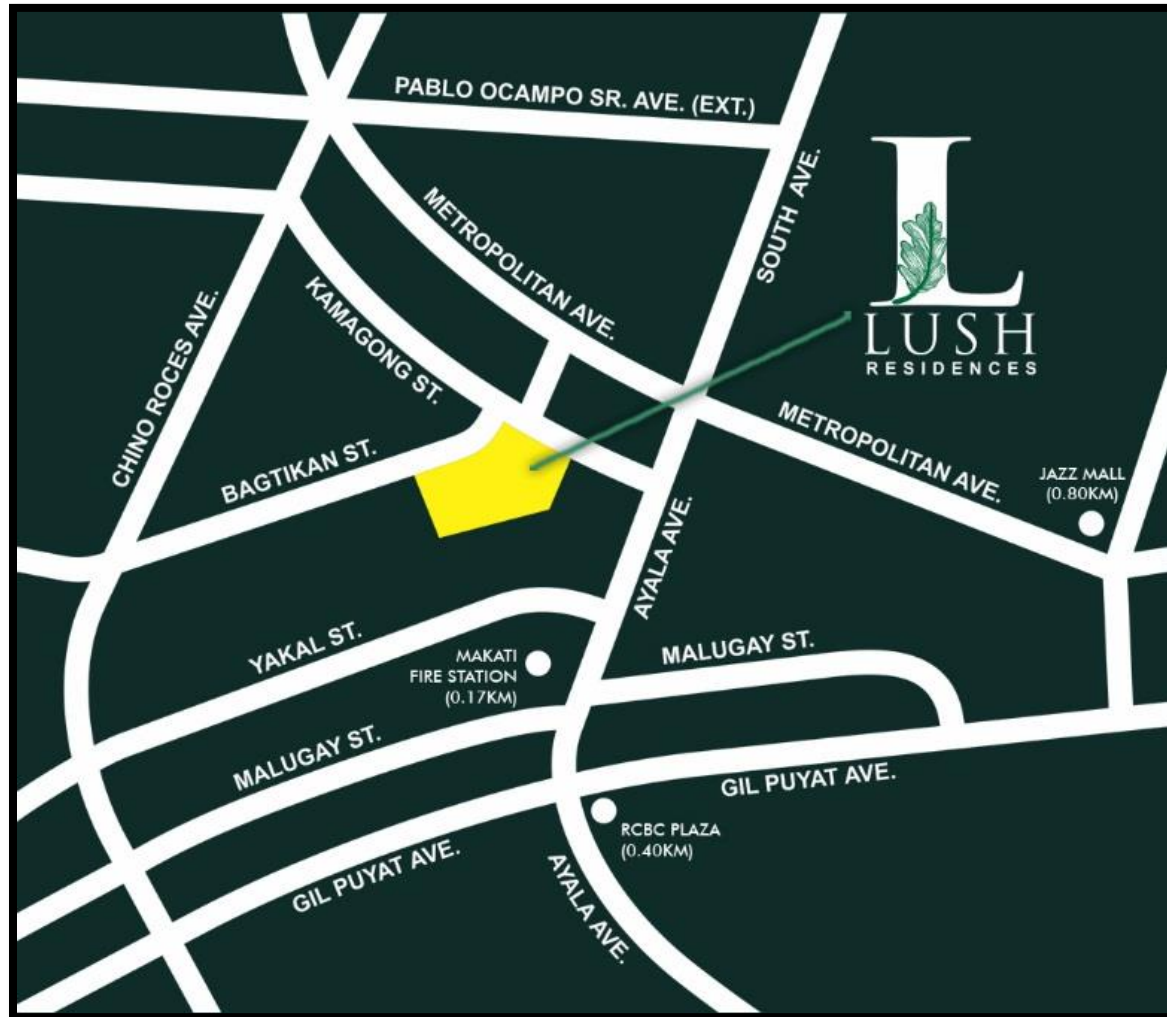 PABLO OCAMPO SR. AVE. (EXT.)
METROPOLITAN AVE.
SOUTH AVE.
L
LUSH
RESIDENCES
KAMAGONG ST.
CHINO ROCES AVE.
BAGTIKAN ST.
METROPOLITAN AVE.
JAZZ MALL
(0.80KM)
AYALA AVE.
YAKAL ST.
MAKATI
FIRE STATION
(0.17KM)
MALUGAY ST.
MALUGAY ST.
GIL PUYAT AVE.
GIL PUYAT AVE.
RCBC PLAZA
(0.40KM)
AYALA AVE.